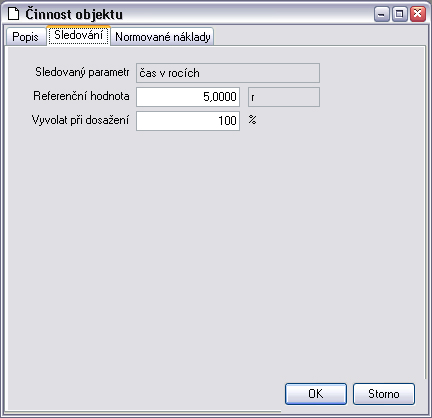 Činnost objektu
Popis Sledování Normované náklady
Sledovaný parametr čas v rocích
Referenční hodnota 5,0000 r
Vyvolat při dosažení 100 %
OK Storno